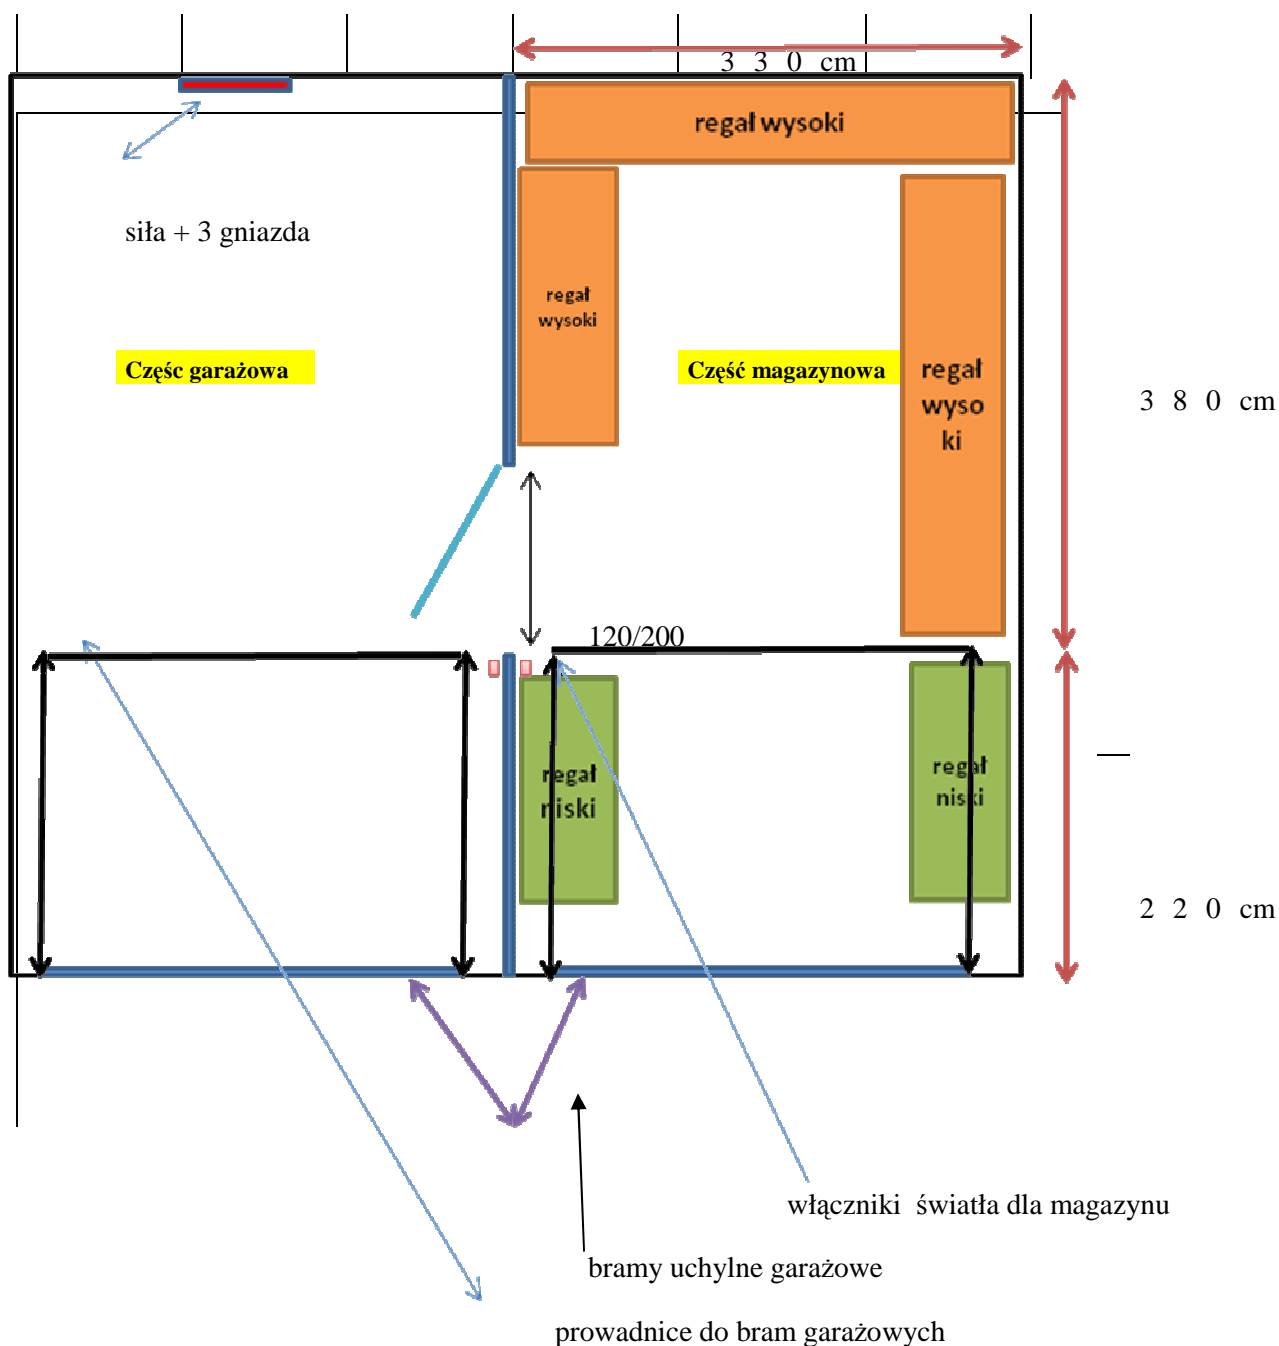 3 3 0 cm
regał wysoki
siła + 3 gniazda
regał
wysoki
Częśc garażowa
Część magazynowa
regał
wyso
ki
3 8 0 cm
120/200
regał
niski
regał
niski
2 2 0 cm
włączniki światła dla magazynu
bramy uchylne garażowe
prowadnice do bram garażowych